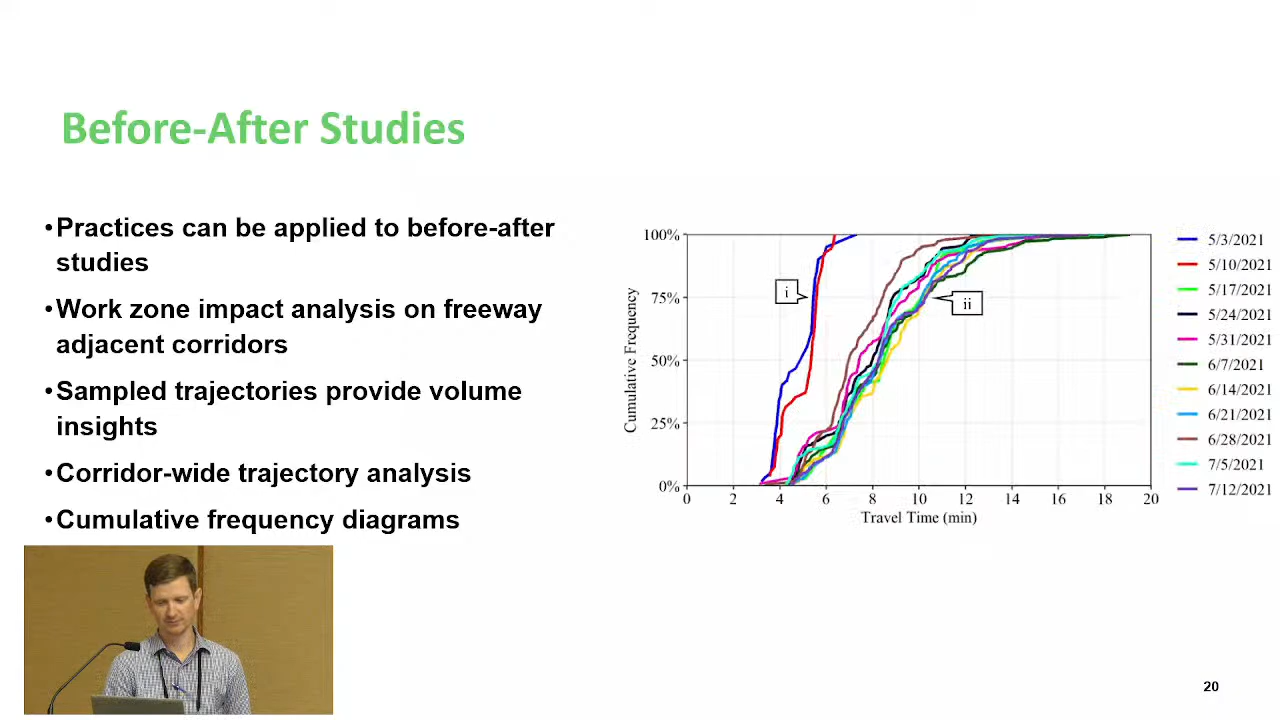 Before-After Studies
•Practices can be applied to before-after
studies
•Work zone impact analysis on freeway
adjacent corridors
•Sampled trajectories provide volume
insights
•Corridor-wide trajectory analysis
•Cumulative frequency diagrams
Cumulative Frequency
100%
75%
50%
25%
0%
i
ii
0 2 4 6 8 10 12 14 16 18 20
Travel Time (min)
5/3/2021
5/10/2021
5/17/2021
5/24/2021
5/31/2021
6/7/2021
6/14/2021
6/21/2021
6/28/2021
7/5/2021
7/12/2021
20